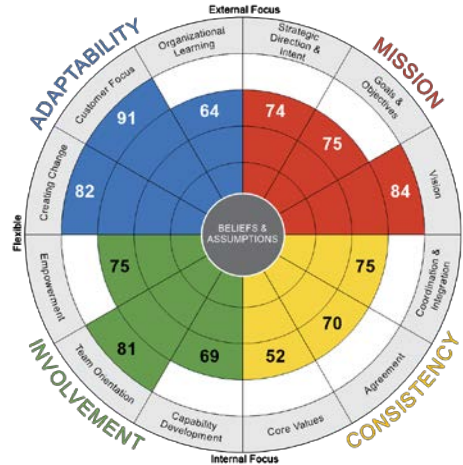 External Focus
ADAPTABILITY
MISSION
Organizational
Learning
Strategic
Direction &
Intent
Customer Focus
Goals &
Objectives
Creating Change
Vision
91
64
74
75
82
84
Flexible
BELIEFS &
ASSUMPTIONS
75
75
Empowerment
Coordination &
Integration
81
69
52
70
Team Orientation
Agreement
Capability
Development
Core Values
INVOLVEMENT
CONSISTENCY
Internal Focus